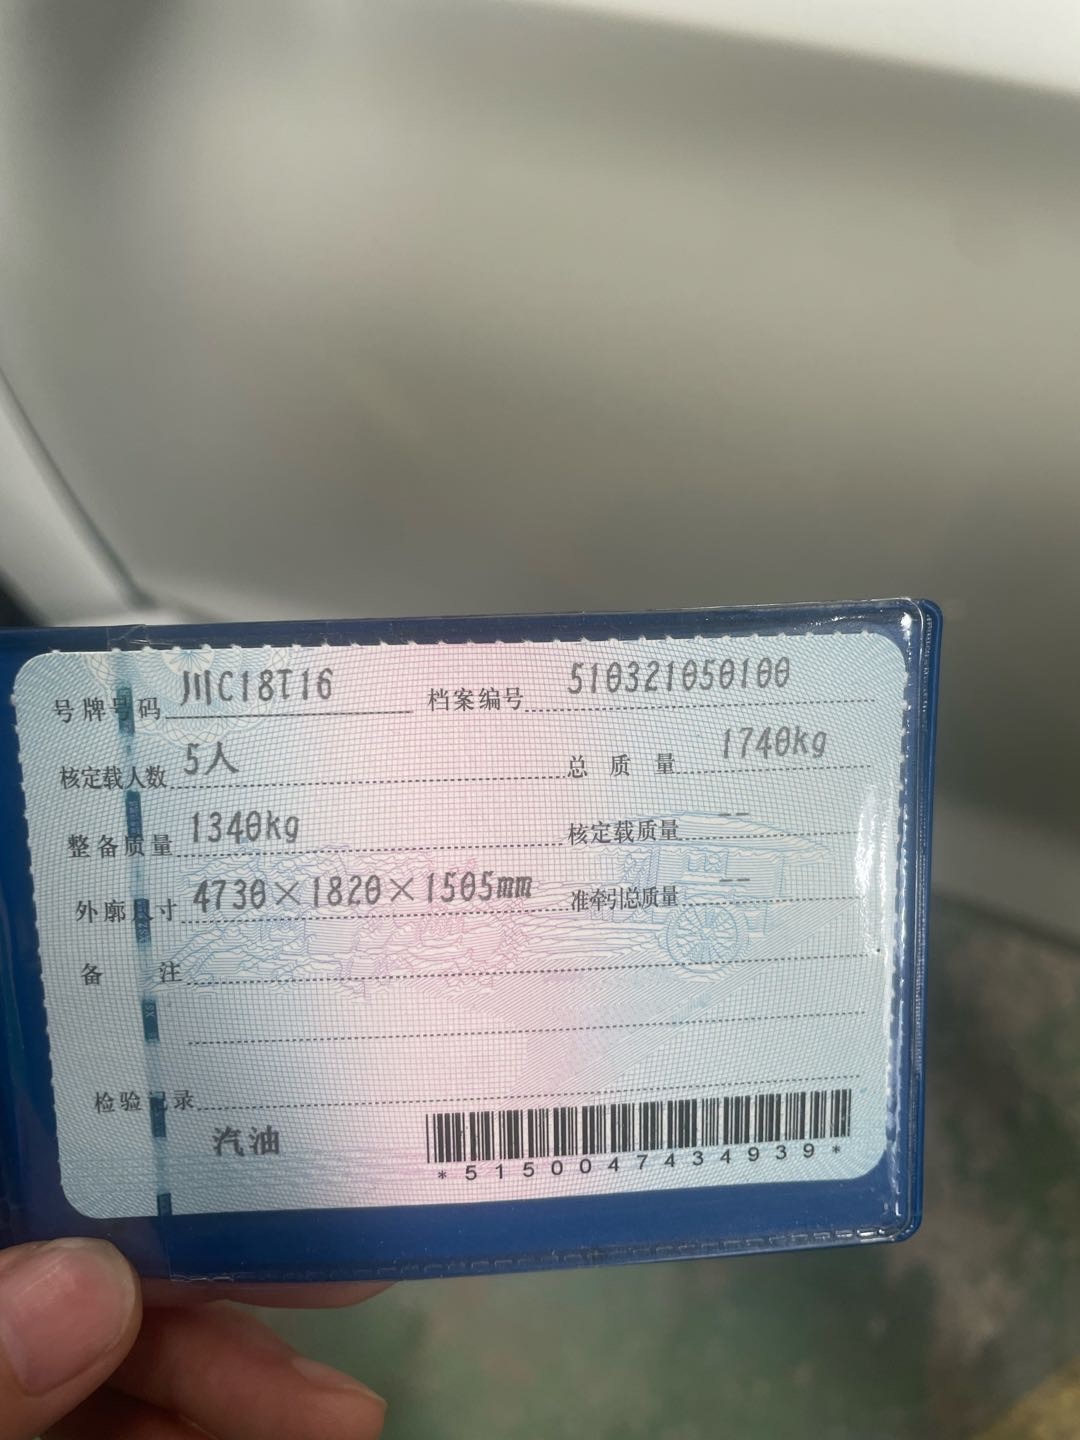 号牌号码 川C18T16 档案编号 510321050100
核定载人数 5人 总质量 1740kg
整备质量 1340kg 核定载质量 --
外廓尺寸 4730×1820×1505mm 准牵引总质量 --
备注
检验记录
汽油
*5150047434939*